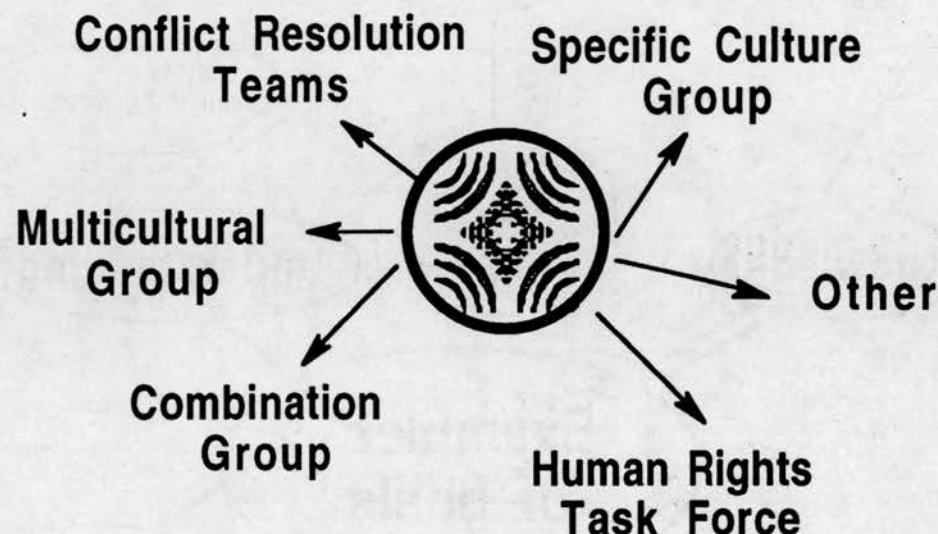 Conflict Resolution
Teams
Specific Culture
Group
Multicultural
Group
Other
Combination
Group
Human Rights
Task Force